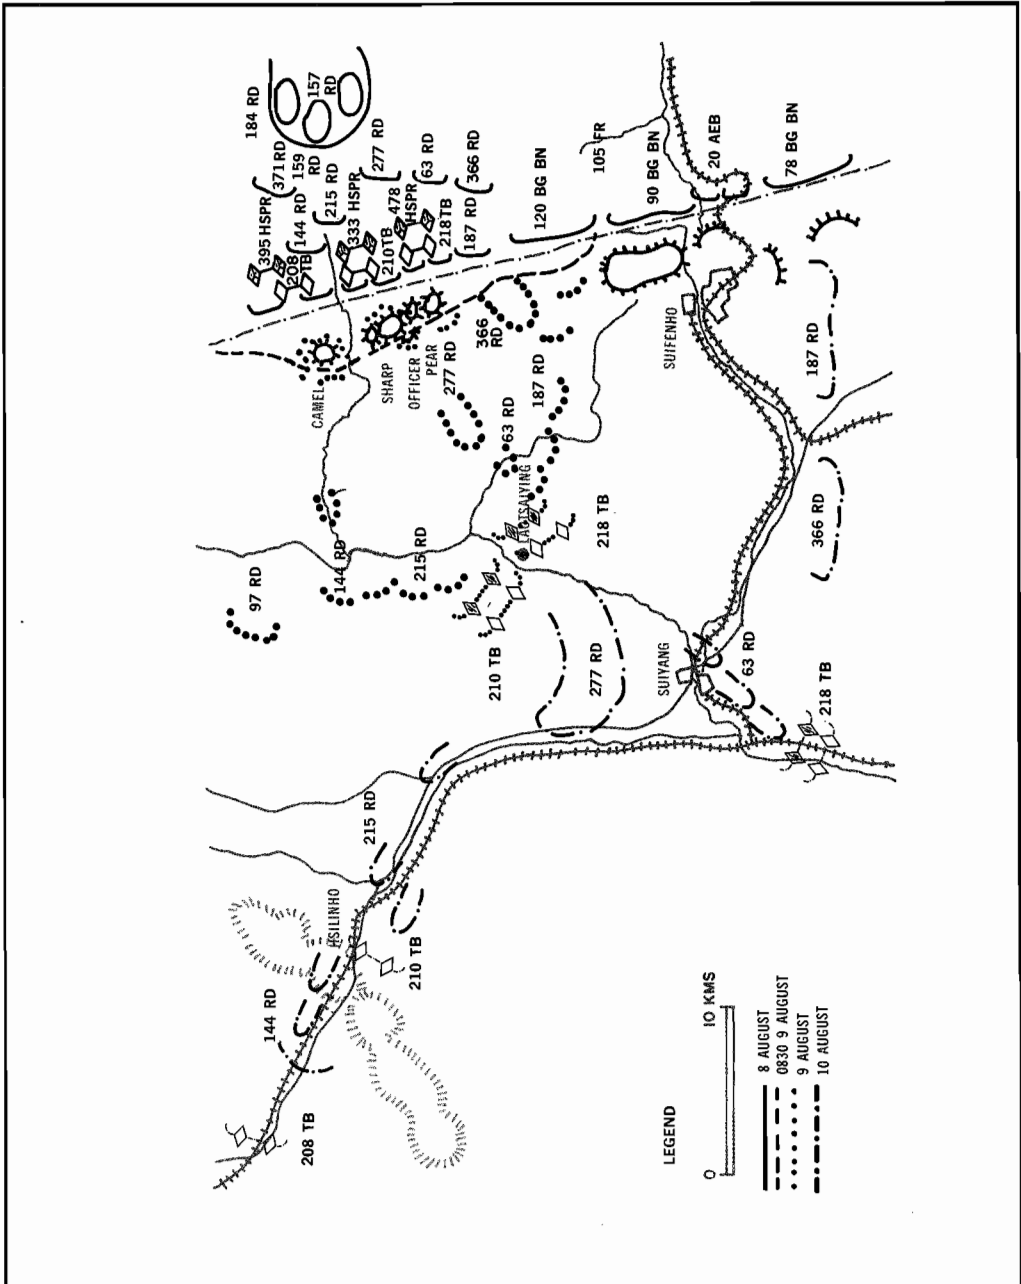 184 RD
157
RD
371 RD
159
RD
277 RD
395 HSPR
144 RD
215 RD
63 RD
366 RD
208
TB
333 HSPR
210TB
478
HSPR
218TB
187 RD
120 BG BN
105 FR
90 BG BN
20 AEB
78 BG BN
CAMEL
SHARP
OFFICER
PEAR
277 RD
366
RD
187 RD
63 RD
SUIFENHO
187 RD
144 RD
215 RD
LAOTSAIYING
218 TB
366 RD
97 RD
210 TB
277 RD
SUIYANG
63 RD
218 TB
215 RD
HSILINHO
210 TB
144 RD
208 TB
LEGEND
0 10 KMS
8 AUGUST
0830 9 AUGUST
9 AUGUST
10 AUGUST